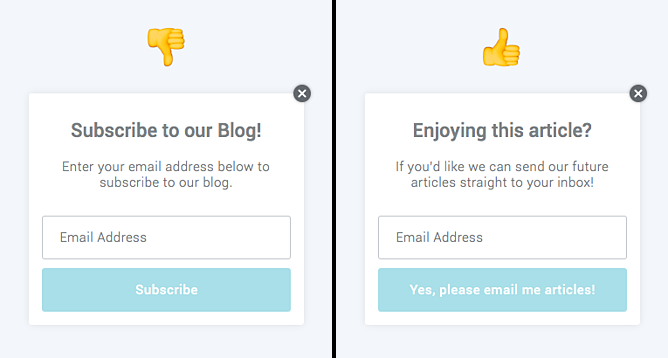 Subscribe to our Blog!
Enter your email address below to
subscribe to our blog.
Email Address
Subscribe
Enjoying this article?
If you'd like we can send our future
articles straight to your inbox!
Email Address
Yes, please email me articles!